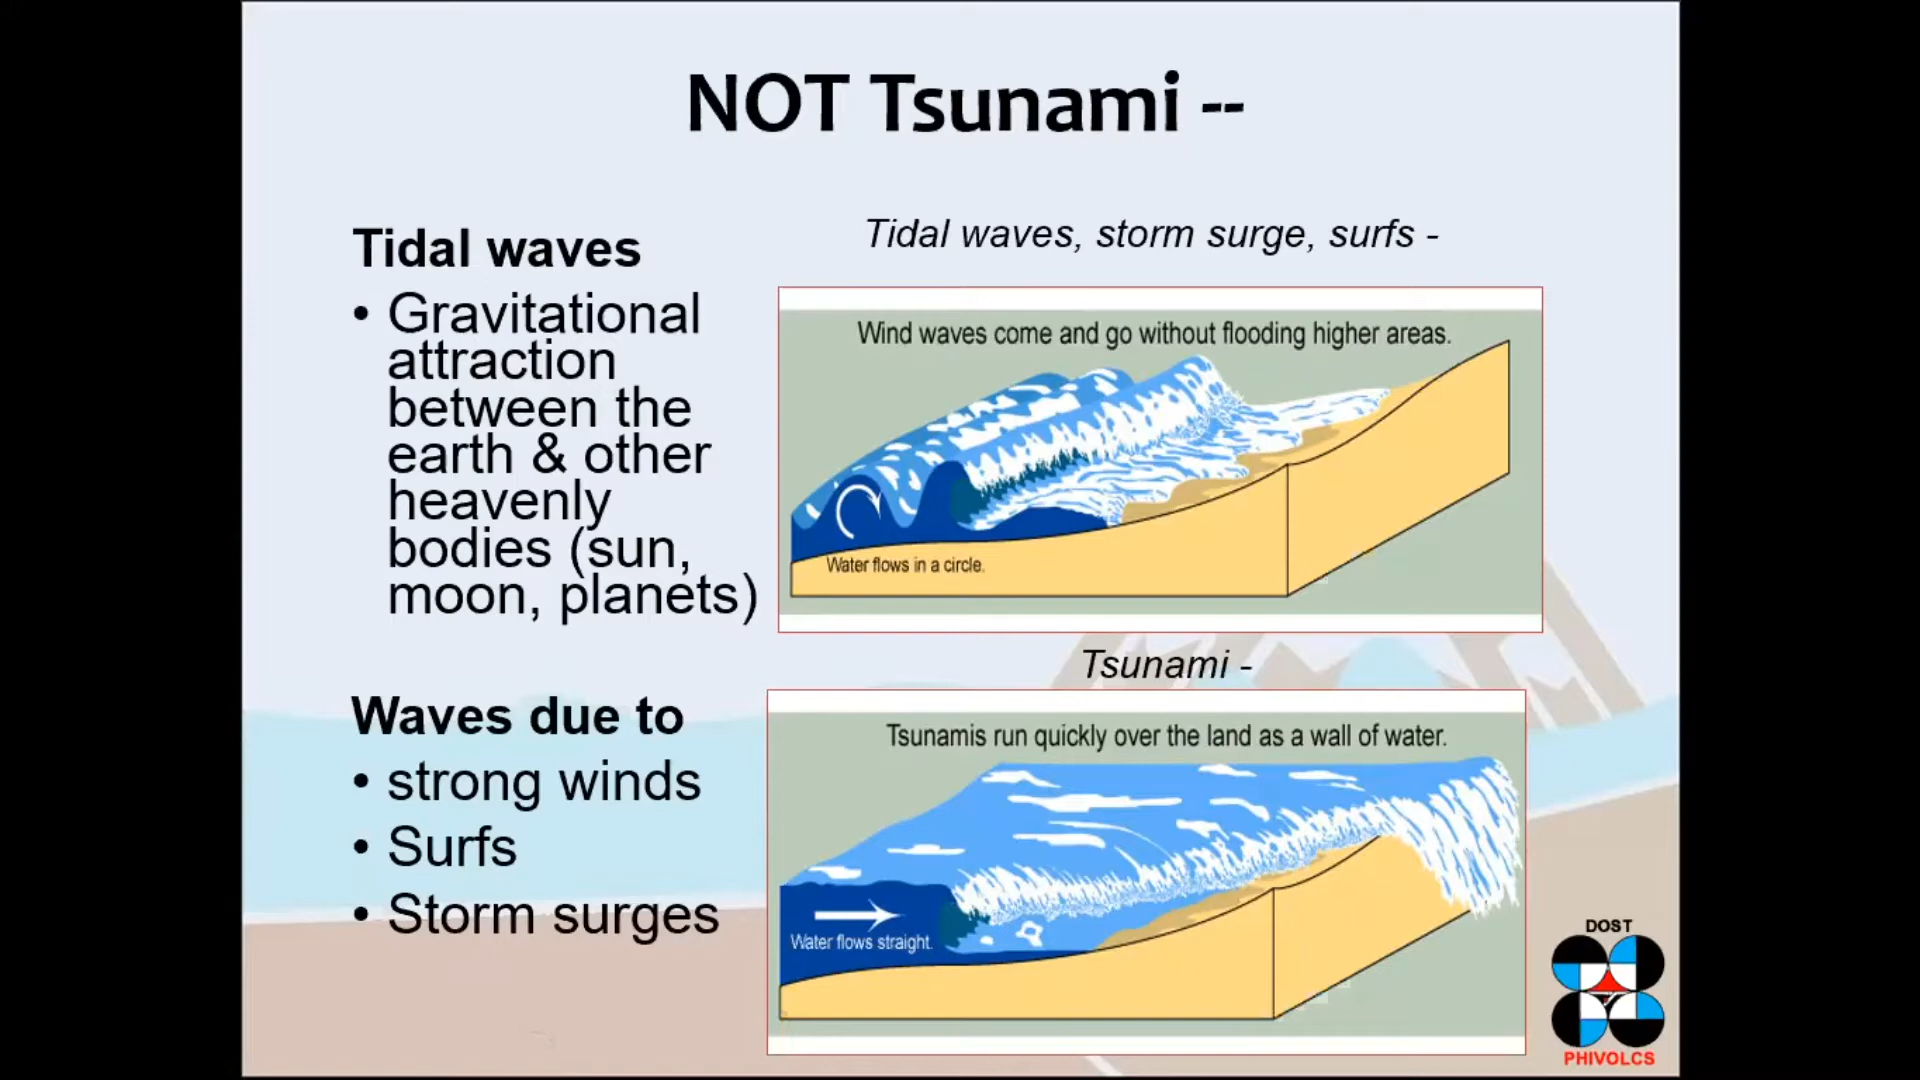 NOT Tsunami --
Tidal waves
• Gravitational
attraction
between the
earth & other
heavenly
bodies (sun,
moon, planets)
Waves due to
• strong winds
• Surfs
• Storm surges
Tidal waves, storm surge, surfs -
Wind waves come and go without flooding higher areas.
Water flows in a circle.
Tsunami -
Tsunamis run quickly over the land as a wall of water.
Water flows straight.
DOST
PHIVOLCS